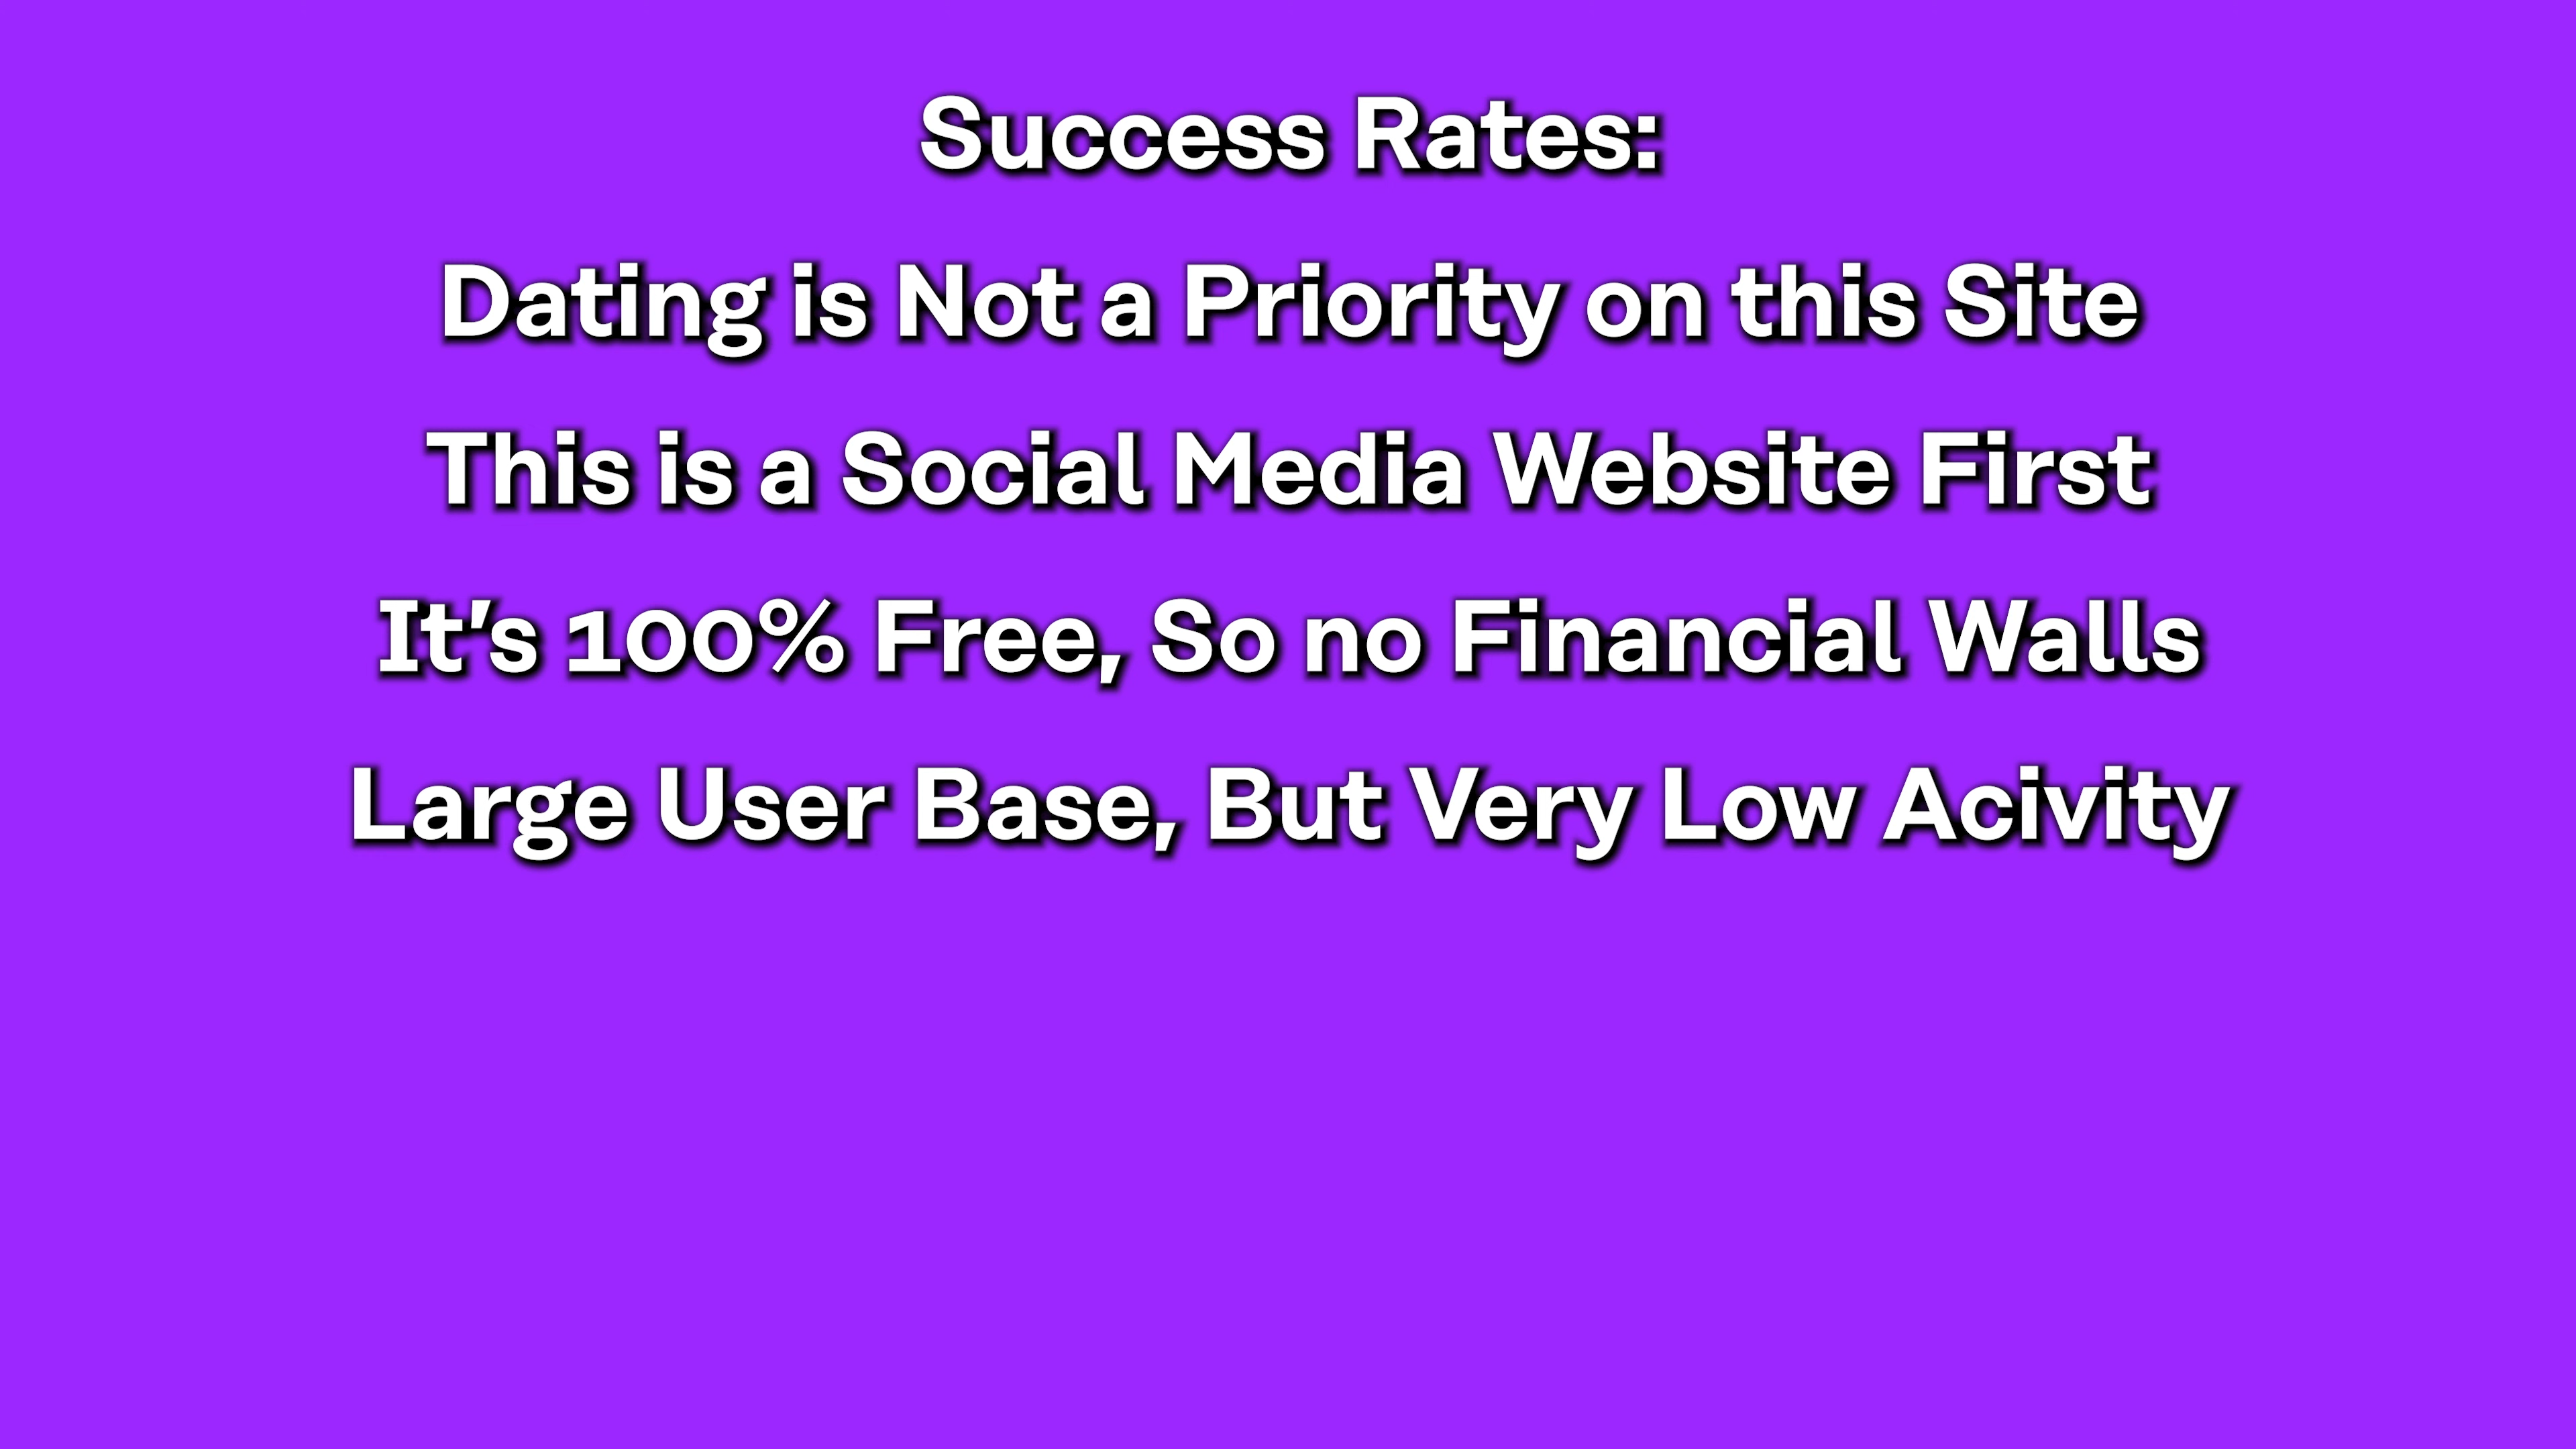 Success Rates:
Dating is Not a Priority on this Site
This is a Social Media Website First
It’s 100% Free, So no Financial Walls
Large User Base, But Very Low Acivity